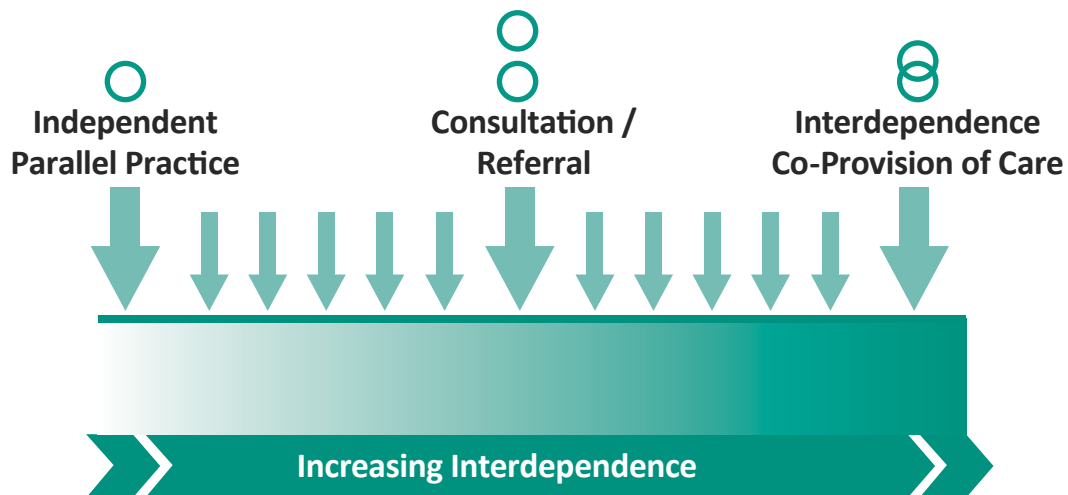 Independent
Parallel Practice
Consultation /
Referral
Interdependence
Co-Provision of Care
Increasing Interdependence